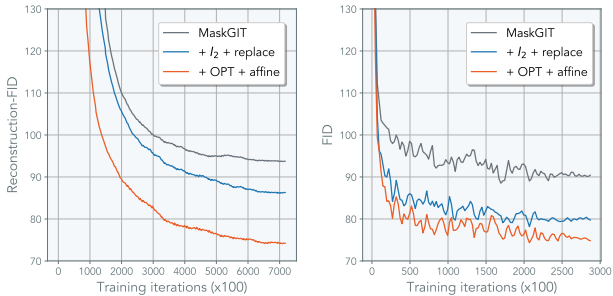 130
120
110
100
90
80
70
Reconstruction-FID
0 1000 2000 3000 4000 5000 6000 7000
Training iterations (x100)
MaskGIT
+ I₂ + replace
+ OPT + affine
130
120
110
100
90
80
70
FID
0 500 1000 1500 2000 2500 3000
Training iterations (x100)
MaskGIT
+ I₂ + replace
+ OPT + affine